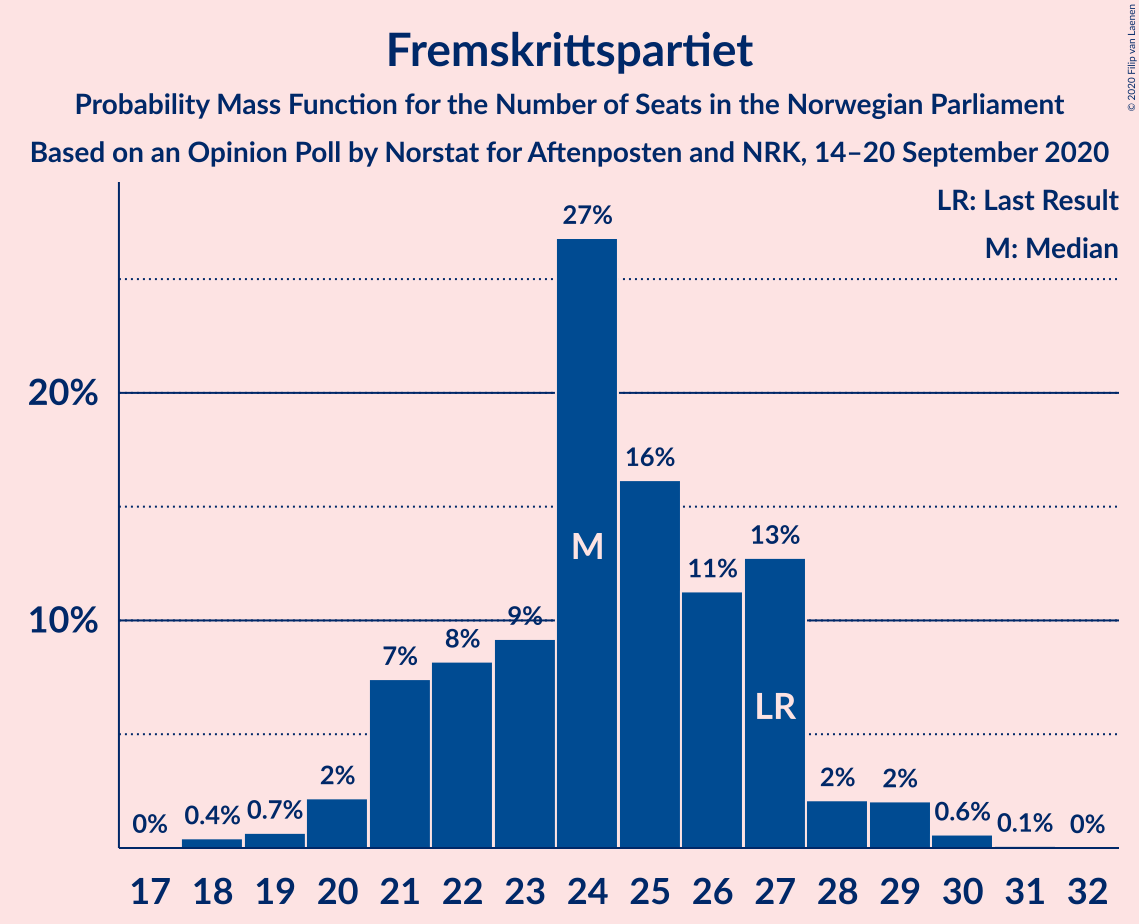 Fremskrittspartiet
Probability Mass Function for the Number of Seats in the Norwegian Parliament
Based on an Opinion Poll by Norstat for Aftenposten and NRK, 14–20 September 2020
© 2020 Filip van Laenen
LR: Last Result
M: Median
27%
20%
16%
13%
M
11%
10%
9%
8%
7%
LR
2%
2%
2%
0.7%
0.4%
0.6%
0%
0.1%
0%
17 18 19 20 21 22 23 24 25 26 27 28 29 30 31 32